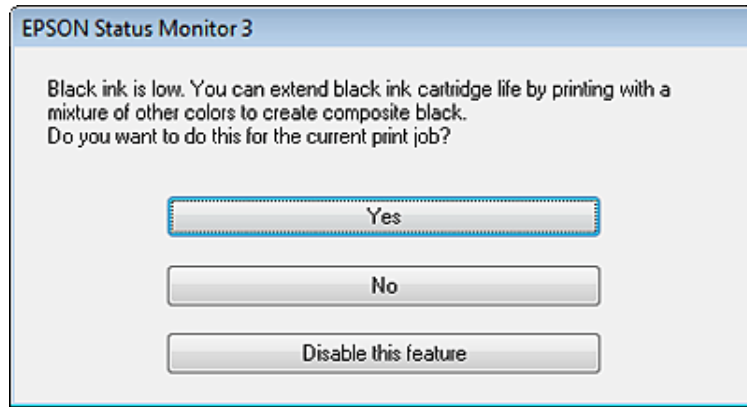 EPSON Status Monitor 3
Black ink is low. You can extend black ink cartridge life by printing with a
mixture of other colors to create composite black.
Do you want to do this for the current print job?
Yes
No
Disable this feature